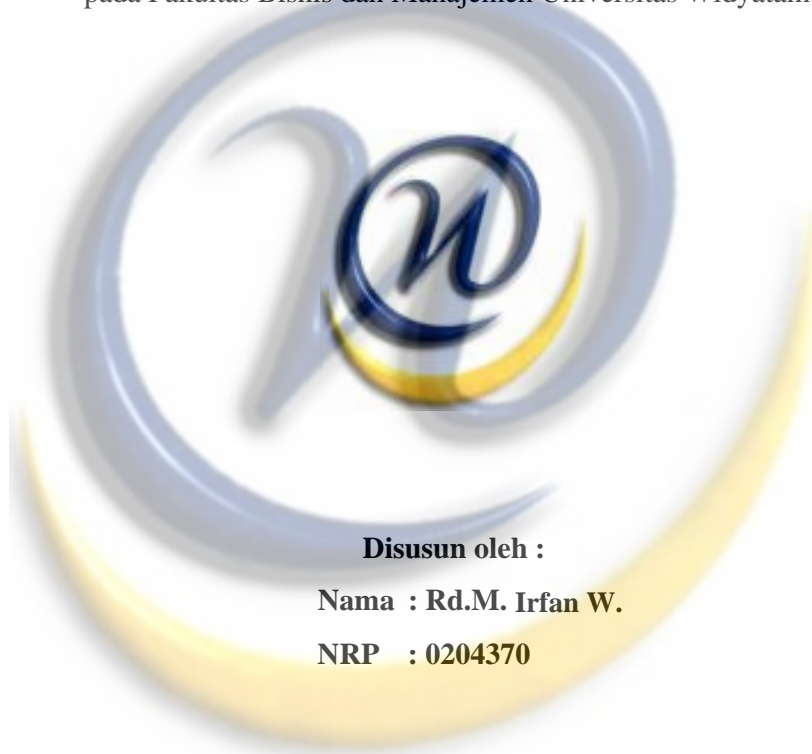 pada Fakultas Bisnis dan Manajemen Universitas Widyatama
Disusun oleh :
Nama : Rd.M. Irfan W.
NRP : 0204370